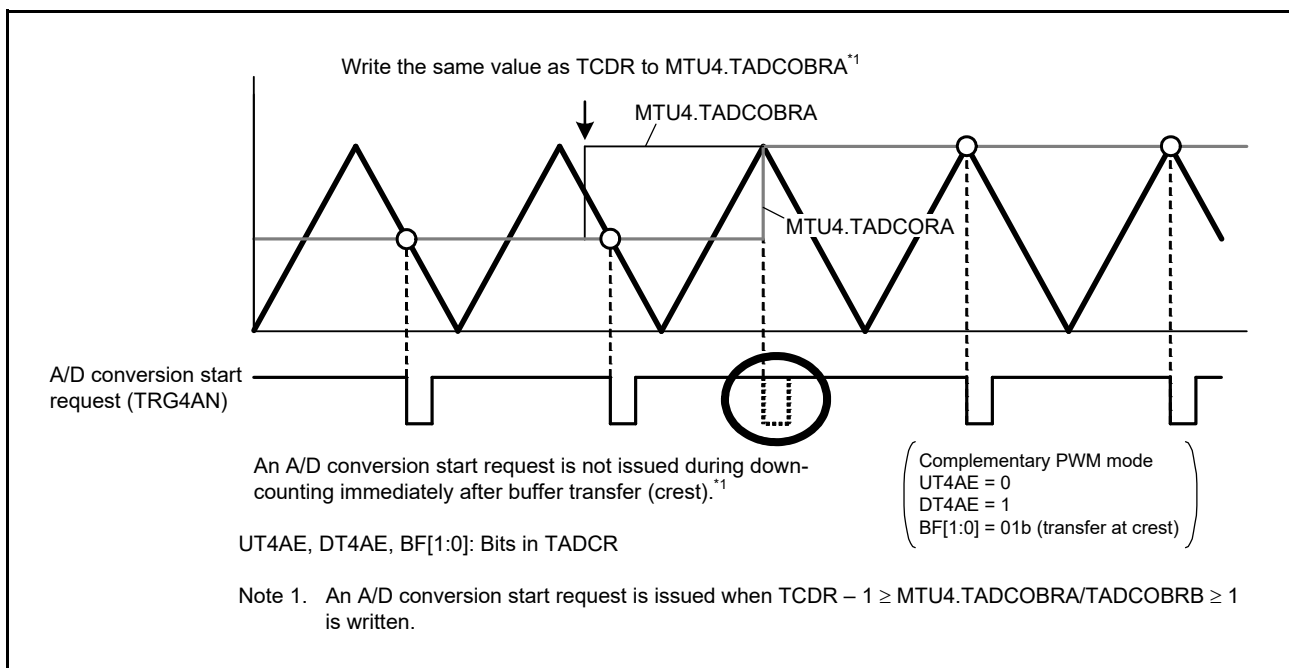 Write the same value as TCDR to MTU4.TADCOBRA*1
MTU4.TADCOBRA
MTU4.TADCORA
A/D conversion start
request (TRG4AN)
An A/D conversion start request is not issued during down-
counting immediately after buffer transfer (crest).*1
Complementary PWM mode
UT4AE = 0
DT4AE = 1
BF[1:0] = 01b (transfer at crest)
UT4AE, DT4AE, BF[1:0]: Bits in TADCR
Note 1. An A/D conversion start request is issued when TCDR – 1 ≥ MTU4.TADCOBRA/TADCOBRB ≥ 1
is written.